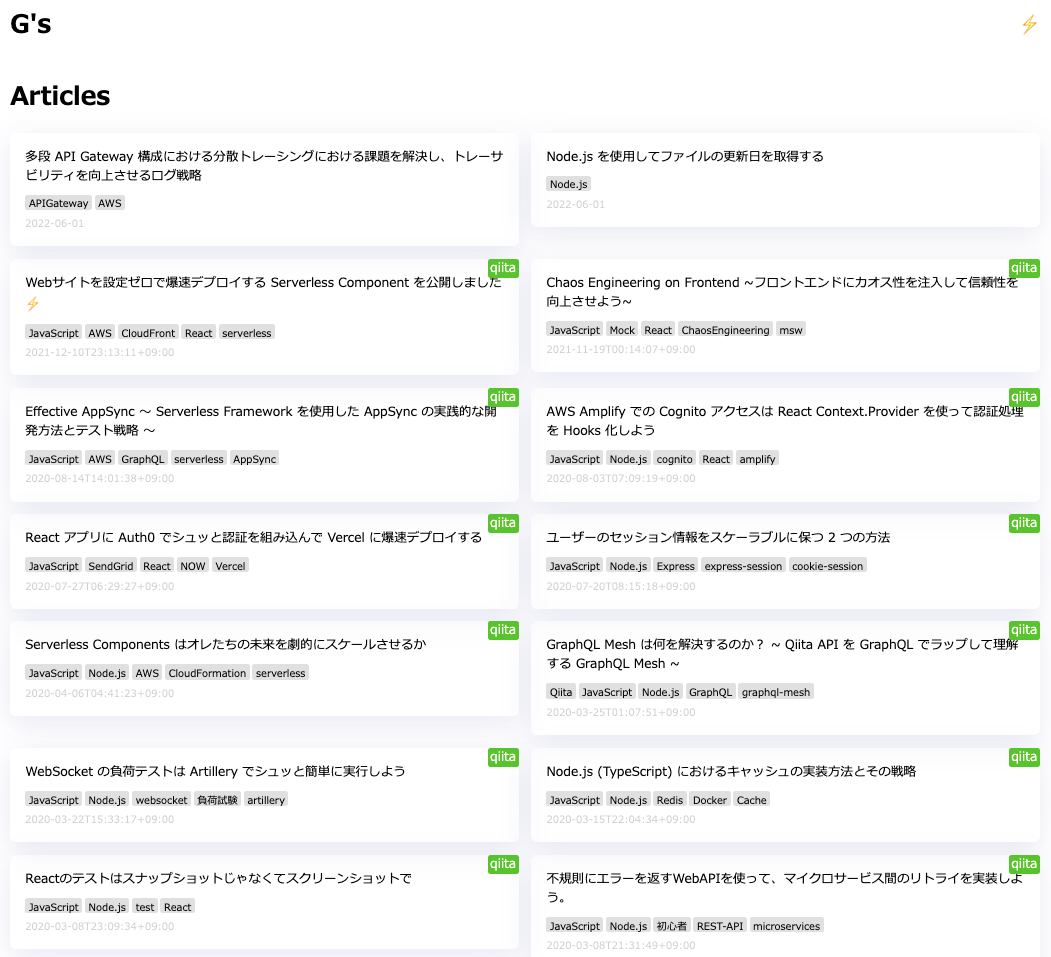 G's
⚡
Articles
多段 API Gateway 構成における分散トレーシングにおける課題を解決し、トレーサ
ビリティを向上させるログ戦略
APIGateway AWS
2022-06-01
Node.js を使用してファイルの更新日を取得する
Node.js
2022-06-01
qiita
Webサイトを設定ゼロで爆速デプロイする Serverless Component を公開しました
⚡
JavaScript AWS CloudFront React serverless
2021-12-10T23:13:11+09:00
qiita
Chaos Engineering on Frontend ~フロントエンドにカオス性を注入して信頼性を
向上させよう~
JavaScript Mock React ChaosEngineering msw
2021-11-19T00:14:07+09:00
qiita
Effective AppSync 〜 Serverless Framework を使用した AppSync の実践的な開
発方法とテスト戦略 〜
JavaScript AWS GraphQL serverless AppSync
2020-08-14T14:01:38+09:00
qiita
AWS Amplify での Cognito アクセスは React Context.Provider を使って認証処理
を Hooks 化しよう
JavaScript Node.js cognito React amplify
2020-08-03T07:09:19+09:00
qiita
React アプリに Auth0 でシュッと認証を組み込んで Vercel に爆速デプロイする
JavaScript SendGrid React NOW Vercel
2020-07-27T06:29:27+09:00
qiita
ユーザーのセッション情報をスケーラブルに保つ 2 つの方法
JavaScript Node.js Express express-session cookie-session
2020-07-20T08:15:18+09:00
qiita
Serverless Components はオレたちの未来を劇的にスケールさせるか
JavaScript Node.js AWS CloudFormation serverless
2020-04-06T04:41:23+09:00
qiita
GraphQL Mesh は何を解決するのか？ ~ Qiita API を GraphQL でラップして理解
する GraphQL Mesh ~
Qiita JavaScript Node.js GraphQL graphql-mesh
2020-03-25T01:07:51+09:00
qiita
WebSocket の負荷テストは Artillery でシュッと簡単に実行しよう
JavaScript Node.js websocket 負荷試験 artillery
2020-03-22T15:33:17+09:00
qiita
Node.js (TypeScript) におけるキャッシュの実装方法とその戦略
JavaScript Node.js Redis Docker Cache
2020-03-15T22:04:34+09:00
qiita
Reactのテストはスナップショットじゃなくてスクリーンショットで
JavaScript Node.js test React
2020-03-08T23:09:34+09:00
qiita
不規則にエラーを返すWebAPIを使って、マイクロサービス間のリトライを実装しよ
う。
JavaScript Node.js 初心者 REST-API microservices
2020-03-08T21:31:49+09:00